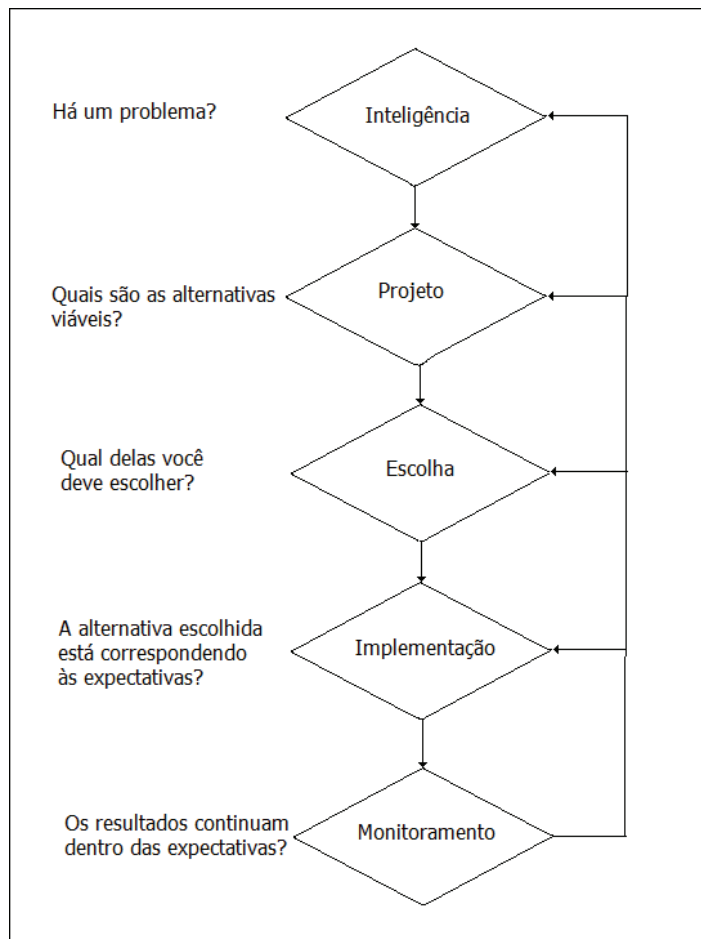 Há um problema?
Inteligência
Quais são as alternativas
viáveis?
Projeto
Qual delas você
deve escolher?
Escolha
A alternativa escolhida
está correspondendo
às expectativas?
Implementação
Os resultados continuam
dentro das expectativas?
Monitoramento